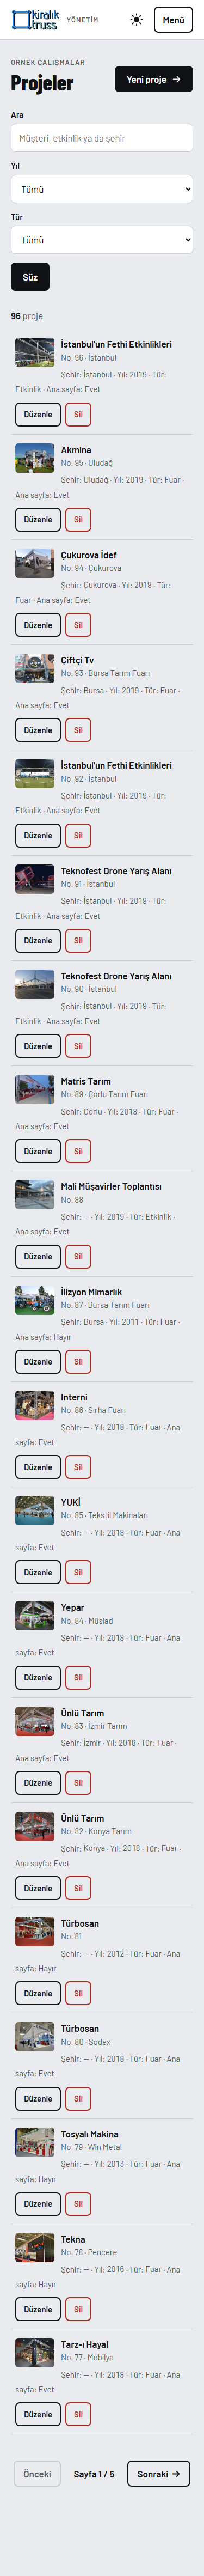 kiralık
truss
YÖNETİM
Menü
ÖRNEK ÇALIŞMALAR
Projeler
Yeni proje →
Ara
Müşteri, etkinlik ya da şehir
Yıl
Tümü
Tür
Tümü
Süz
96 proje
İstanbul'un Fethi Etkinlikleri
No. 96 · İstanbul
Şehir: İstanbul · Yıl: 2019 · Tür:
Etkinlik · Ana sayfa: Evet
Düzenle Sil
Akmina
No. 95 · Uludağ
Şehir: Uludağ · Yıl: 2019 · Tür: Fuar ·
Ana sayfa: Evet
Düzenle Sil
Çukurova İdef
No. 94 · Çukurova
Şehir: Çukurova · Yıl: 2019 · Tür:
Fuar · Ana sayfa: Evet
Düzenle Sil
Çiftçi Tv
No. 93 · Bursa Tarım Fuarı
Şehir: Bursa · Yıl: 2019 · Tür: Fuar ·
Ana sayfa: Evet
Düzenle Sil
İstanbul'un Fethi Etkinlikleri
No. 92 · İstanbul
Şehir: İstanbul · Yıl: 2019 · Tür:
Etkinlik · Ana sayfa: Evet
Düzenle Sil
Teknofest Drone Yarış Alanı
No. 91 · İstanbul
Şehir: İstanbul · Yıl: 2019 · Tür:
Etkinlik · Ana sayfa: Evet
Düzenle Sil
Teknofest Drone Yarış Alanı
No. 90 · İstanbul
Şehir: İstanbul · Yıl: 2019 · Tür:
Etkinlik · Ana sayfa: Evet
Düzenle Sil
Matris Tarım
No. 89 · Çorlu Tarım Fuarı
Şehir: Çorlu · Yıl: 2018 · Tür: Fuar ·
Ana sayfa: Evet
Düzenle Sil
Mali Müşavirler Toplantısı
No. 88
Şehir: — · Yıl: 2019 · Tür: Etkinlik ·
Ana sayfa: Evet
Düzenle Sil
İlizyon Mimarlık
No. 87 · Bursa Tarım Fuarı
Şehir: Bursa · Yıl: 2011 · Tür: Fuar ·
Ana sayfa: Hayır
Düzenle Sil
Interni
No. 86 · Sırha Fuarı
Şehir: — · Yıl: 2018 · Tür: Fuar · Ana
sayfa: Evet
Düzenle Sil
YUKİ
No. 85 · Tekstil Makinaları
Şehir: — · Yıl: 2018 · Tür: Fuar · Ana
sayfa: Evet
Düzenle Sil
Yepar
No. 84 · Müsiad
Şehir: — · Yıl: 2018 · Tür: Fuar · Ana
sayfa: Evet
Düzenle Sil
Ünlü Tarım
No. 83 · İzmir Tarım
Şehir: İzmir · Yıl: 2018 · Tür: Fuar ·
Ana sayfa: Evet
Düzenle Sil
Ünlü Tarım
No. 82 · Konya Tarım
Şehir: Konya · Yıl: 2018 · Tür: Fuar ·
Ana sayfa: Evet
Düzenle Sil
Türbosan
No. 81
Şehir: — · Yıl: 2012 · Tür: Fuar · Ana
sayfa: Hayır
Düzenle Sil
Türbosan
No. 80 · Sodex
Şehir: — · Yıl: 2018 · Tür: Fuar · Ana
sayfa: Evet
Düzenle Sil
Tosyalı Makina
No. 79 · Win Metal
Şehir: — · Yıl: 2013 · Tür: Fuar · Ana
sayfa: Hayır
Düzenle Sil
Tekna
No. 78 · Pencere
Şehir: — · Yıl: 2016 · Tür: Fuar · Ana
sayfa: Hayır
Düzenle Sil
Tarz-ı Hayal
No. 77 · Mobilya
Şehir: — · Yıl: 2018 · Tür: Fuar · Ana
sayfa: Evet
Düzenle Sil
Önceki Sayfa 1 / 5 Sonraki →